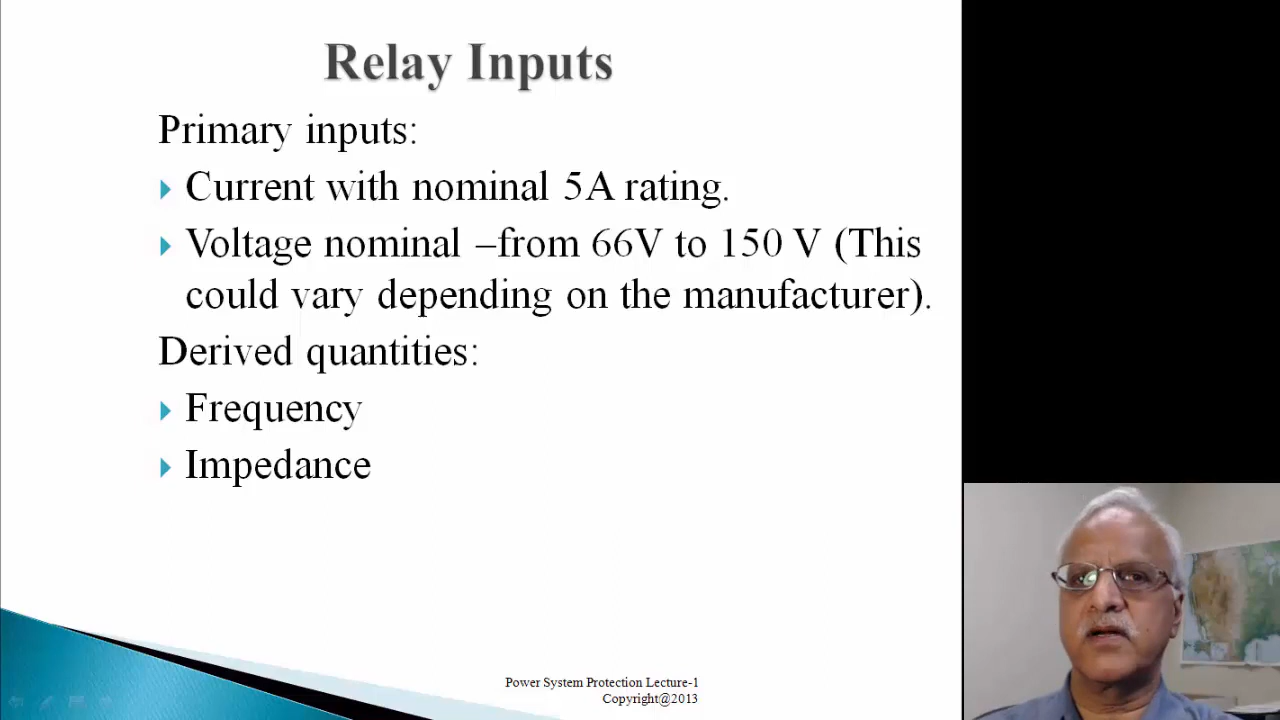 Relay Inputs
Primary inputs:
Current with nominal 5A rating.
Voltage nominal –from 66V to 150 V (This
could vary depending on the manufacturer).
Derived quantities:
Frequency
Impedance
Power System Protection Lecture-1
Copyright@2013